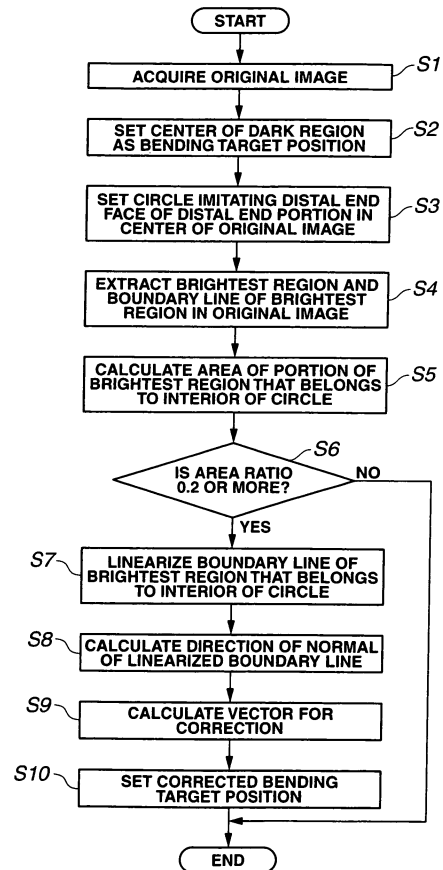 START
S1
ACQUIRE ORIGINAL IMAGE
S2
SET CENTER OF DARK REGION
AS BENDING TARGET POSITION
S3
SET CIRCLE IMITATING DISTAL END
FACE OF DISTAL END PORTION IN
CENTER OF ORIGINAL IMAGE
S4
EXTRACT BRIGHTEST REGION AND
BOUNDARY LINE OF BRIGHTEST
REGION IN ORIGINAL IMAGE
S5
CALCULATE AREA OF PORTION OF
BRIGHTEST REGION THAT BELONGS
TO INTERIOR OF CIRCLE
S6
IS AREA RATIO
0.2 OR MORE?
NO
YES
S7
LINEARIZE BOUNDARY LINE OF
BRIGHTEST REGION THAT BELONGS
TO INTERIOR OF CIRCLE
S8
CALCULATE DIRECTION OF NORMAL
OF LINEARIZED BOUNDARY LINE
S9
CALCULATE VECTOR FOR
CORRECTION
S10
SET CORRECTED BENDING
TARGET POSITION
END